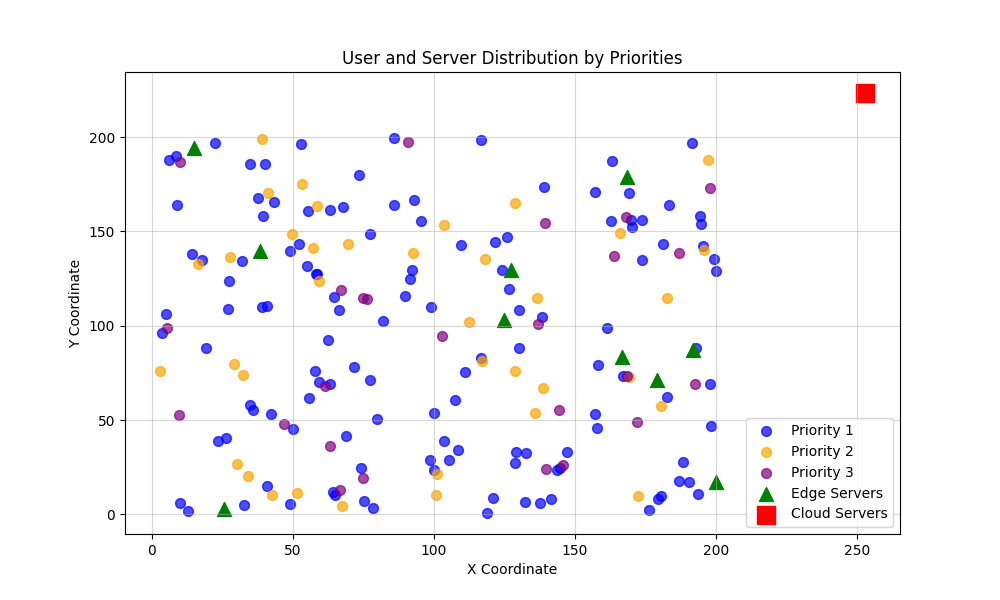 User and Server Distribution by Priorities
Y Coordinate
200
150
100
50
0
0 50 100 150 200 250
X Coordinate
Priority 1
Priority 2
Priority 3
Edge Servers
Cloud Servers